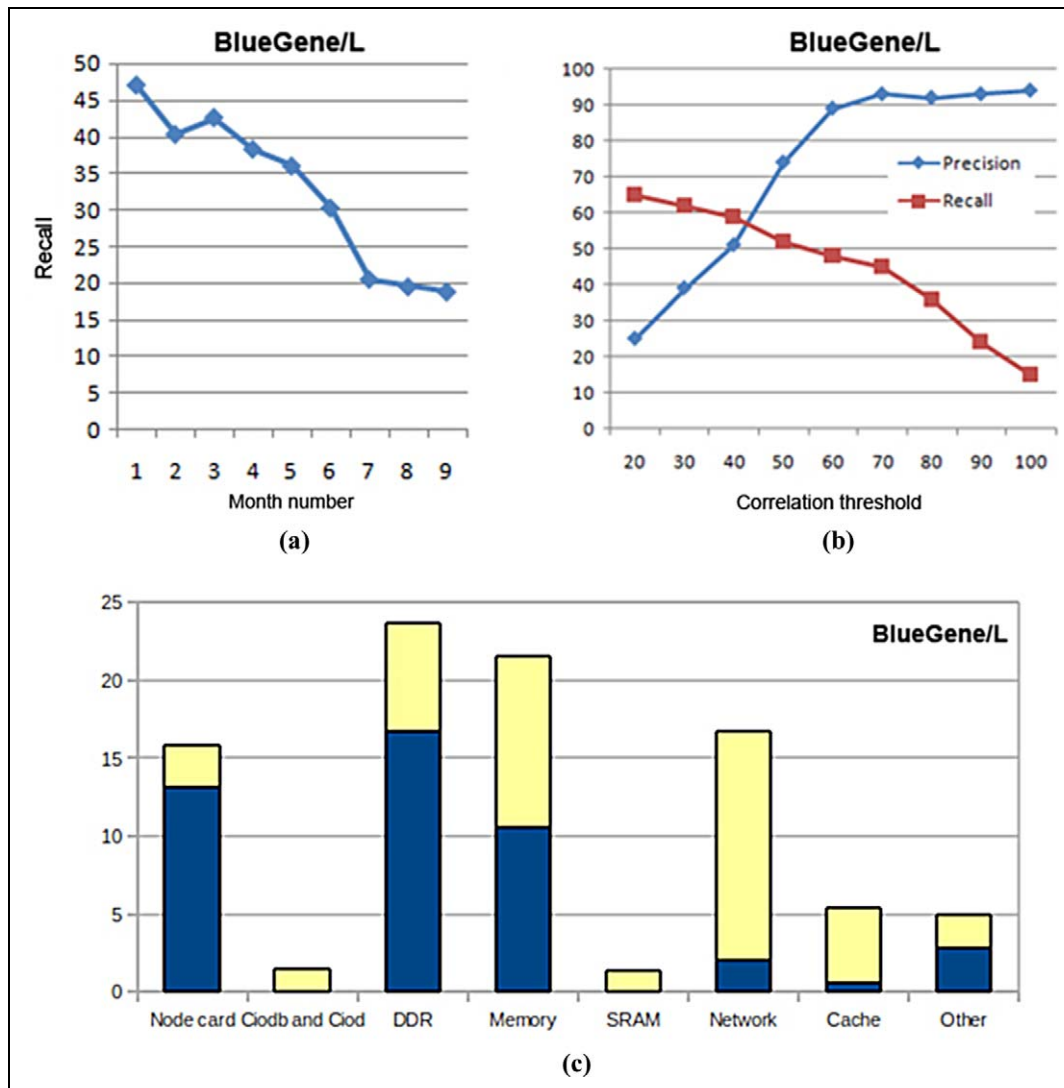 BlueGene/L
50
45
40
35
30
25
20
15
10
5
0
Recall
1 2 3 4 5 6 7 8 9
Month number
(a)
BlueGene/L
100
90
80
70
60
50
40
30
20
10
0
Precision
Recall
20 30 40 50 60 70 80 90 100
Correlation threshold
(b)
BlueGene/L
25
20
15
10
5
0
Node card Ciodb and Ciod DDR Memory SRAM Network Cache Other
(c)